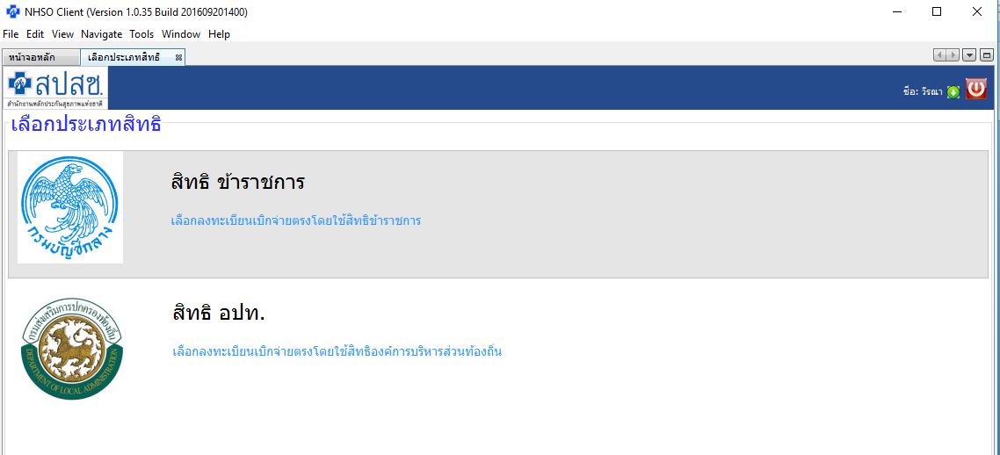 NHSO Client (Version 1.0.35 Build 201609201400)
File Edit View Navigate Tools Window Help
หน้าจอหลัก เลือกประเภทสิทธิ
สปสช.
สำนักงานหลักประกันสุขภาพแห่งชาติ
ชื่อ: วิรณา
เลือกประเภทสิทธิ
สิทธิ ข้าราชการ
เลือกลงทะเบียนเบิกจ่ายตรงโดยใช้สิทธิข้าราชการ
กรมบัญชีกลาง
สิทธิ อปท.
เลือกลงทะเบียนเบิกจ่ายตรงโดยใช้สิทธิองค์การบริหารส่วนท้องถิ่น
กรมส่งเสริมการปกครองท้องถิ่น
DEPARTMENT OF LOCAL ADMINISTRATION